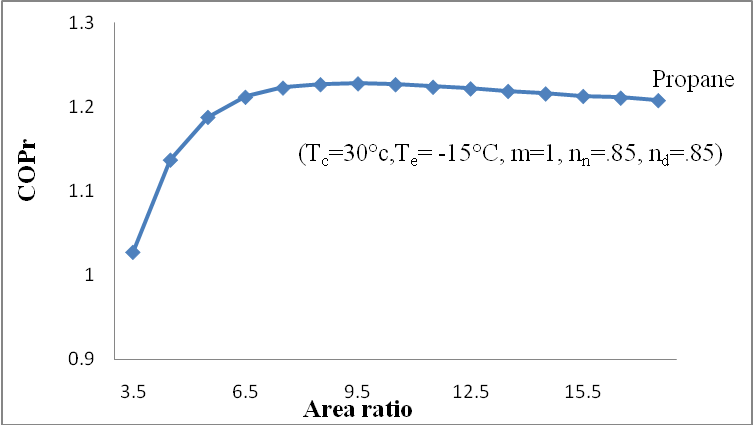 1.3
1.2
1.1
1
0.9
COPr
Propane
(Tc=30°c,Te= -15°C, m=1, nn=.85, nd=.85)
3.5 6.5 9.5 12.5 15.5
Area ratio